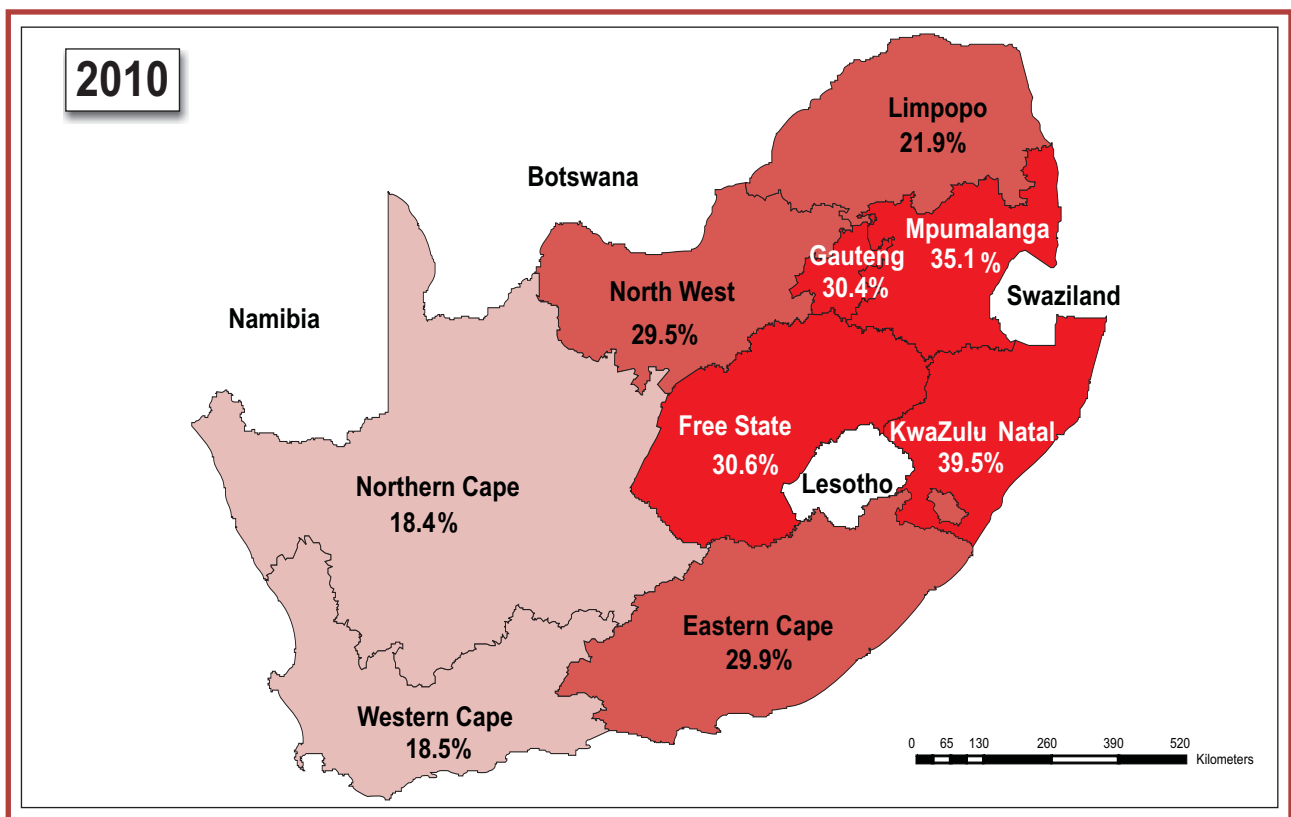 2010
Limpopo
21.9%
Botswana
Mpumalanga
35.1 %
Gauteng
30.4%
Swaziland
North West
29.5%
Namibia
Free State
30.6%
KwaZulu Natal
39.5%
Lesotho
Northern Cape
18.4%
Eastern Cape
29.9%
Western Cape
18.5%
0 65 130 260 390 520
Kilometers